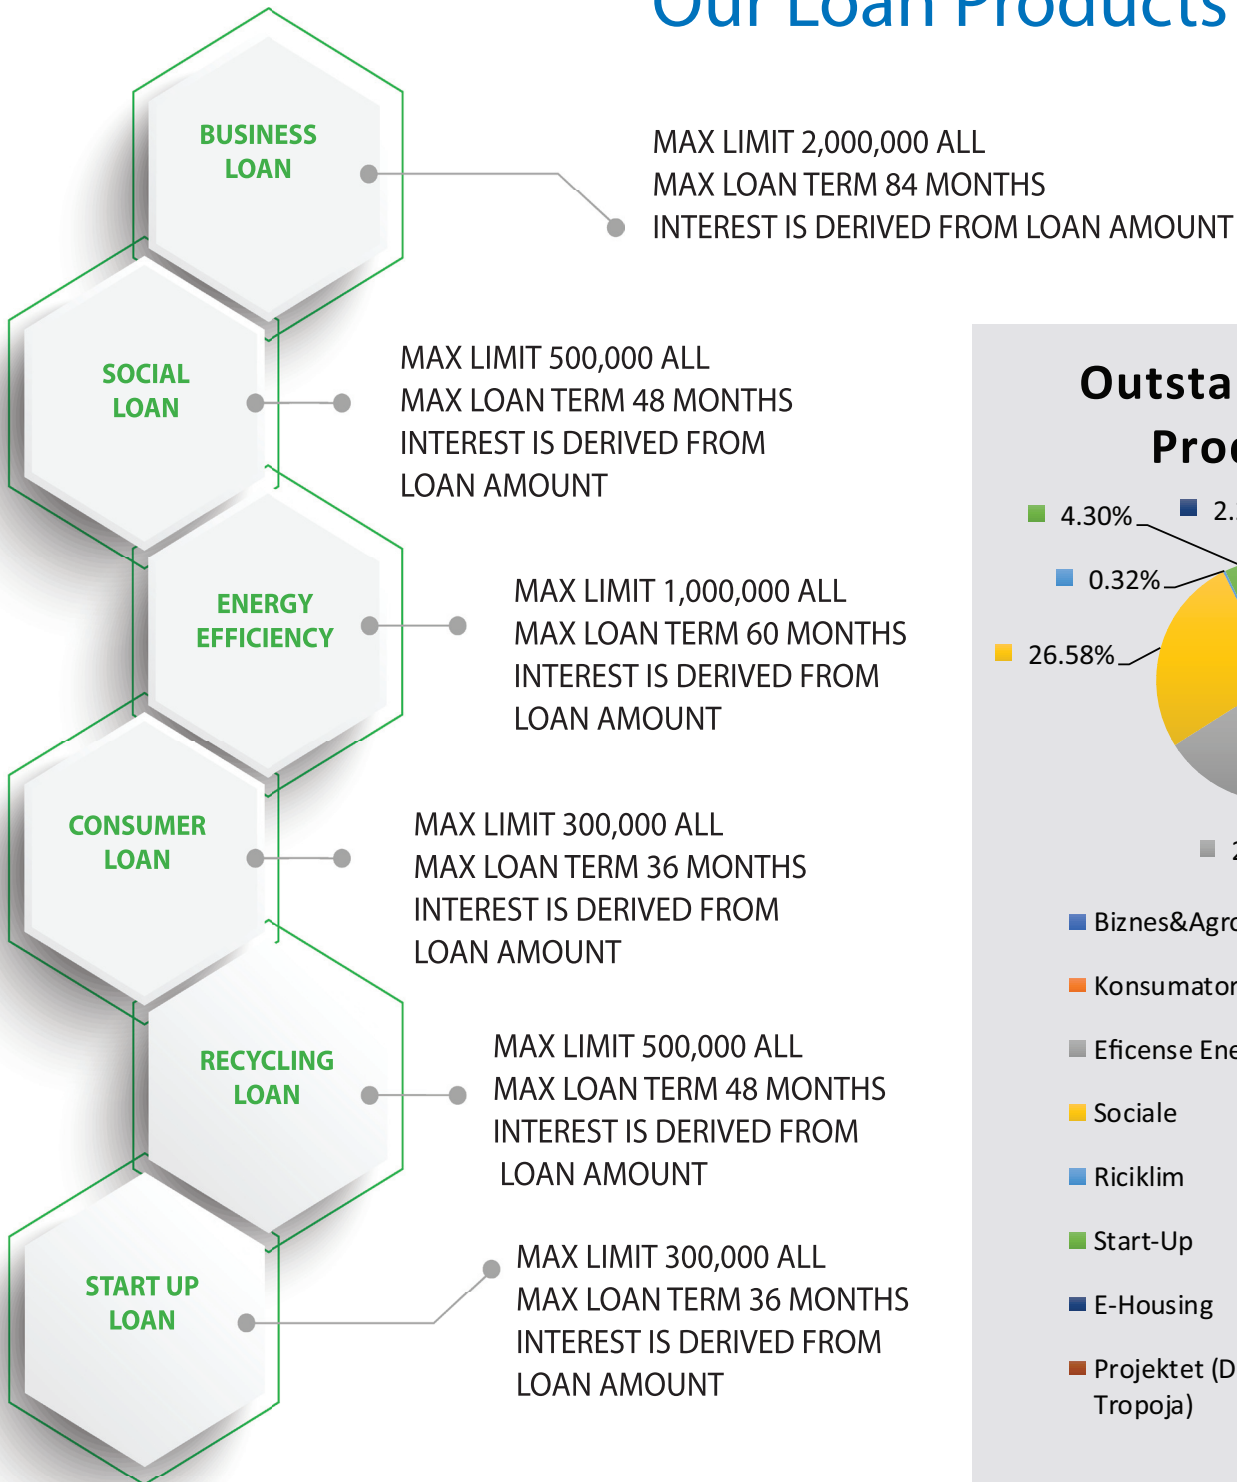 Our Loan Products
BUSINESS
LOAN
MAX LIMIT 2,000,000 ALL
MAX LOAN TERM 84 MONTHS
INTEREST IS DERIVED FROM LOAN AMOUNT
SOCIAL
LOAN
MAX LIMIT 500,000 ALL
MAX LOAN TERM 48 MONTHS
INTEREST IS DERIVED FROM
LOAN AMOUNT
ENERGY
EFFICIENCY
MAX LIMIT 1,000,000 ALL
MAX LOAN TERM 60 MONTHS
INTEREST IS DERIVED FROM
LOAN AMOUNT
CONSUMER
LOAN
MAX LIMIT 300,000 ALL
MAX LOAN TERM 36 MONTHS
INTEREST IS DERIVED FROM
LOAN AMOUNT
RECYCLING
LOAN
MAX LIMIT 500,000 ALL
MAX LOAN TERM 48 MONTHS
INTEREST IS DERIVED FROM
LOAN AMOUNT
START UP
LOAN
MAX LIMIT 300,000 ALL
MAX LOAN TERM 36 MONTHS
INTEREST IS DERIVED FROM
LOAN AMOUNT
4.30%
0.32%
26.58%
Biznes&Agro
Konsumator
Eficense
Sociale
Riciklim
Start-Up
E-Housing
Projektet
Tropoja)